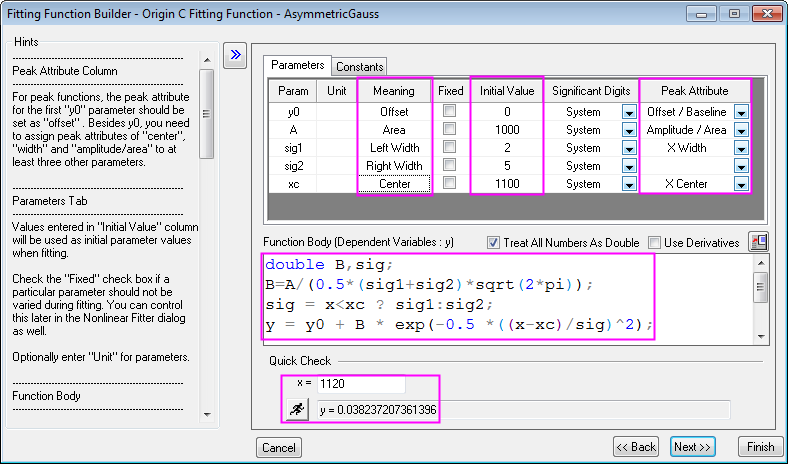 Fitting Function Builder - Origin C Fitting Function - AsymmetricGauss
Hints
Peak Attribute Column
For peak functions, the peak attribute
for the first "y0" parameter should be
set as "offset" . Besides y0, you need
to assign peak attributes of "center",
"width" and "amplitude/area" to at
least three other parameters.
Parameters Tab
Values entered in "Initial Value" column
will be used as initial parameter values
when fitting.
Check the "Fixed" check box if a
particular parameter should not be
varied during fitting. You can control
this later in the Nonlinear Fitter dialog
as well.
Optionally enter "Unit" for parameters.
Function Body
Parameters Constants
Param Unit Meaning Fixed Initial Value Significant Digits Peak Attribute
y0 Offset 0 System Offset / Baseline
A Area 1000 System Amplitude / Area
sig1 Left Width 2 System X Width
sig2 Right Width 5 System
xc Center 1100 System X Center
Function Body (Dependent Variables : y) Treat All Numbers As Double Use Derivatives
double B,sig;
B=A/(0.5*(sig1+sig2)*sqrt(2*pi));
sig = x<xc ? sig1:sig2;
y = y0 + B * exp(-0.5 *((x-xc)/sig)^2);
Quick Check
x = 1120
y = 0.038237207361396
Cancel << Back Next >> Finish